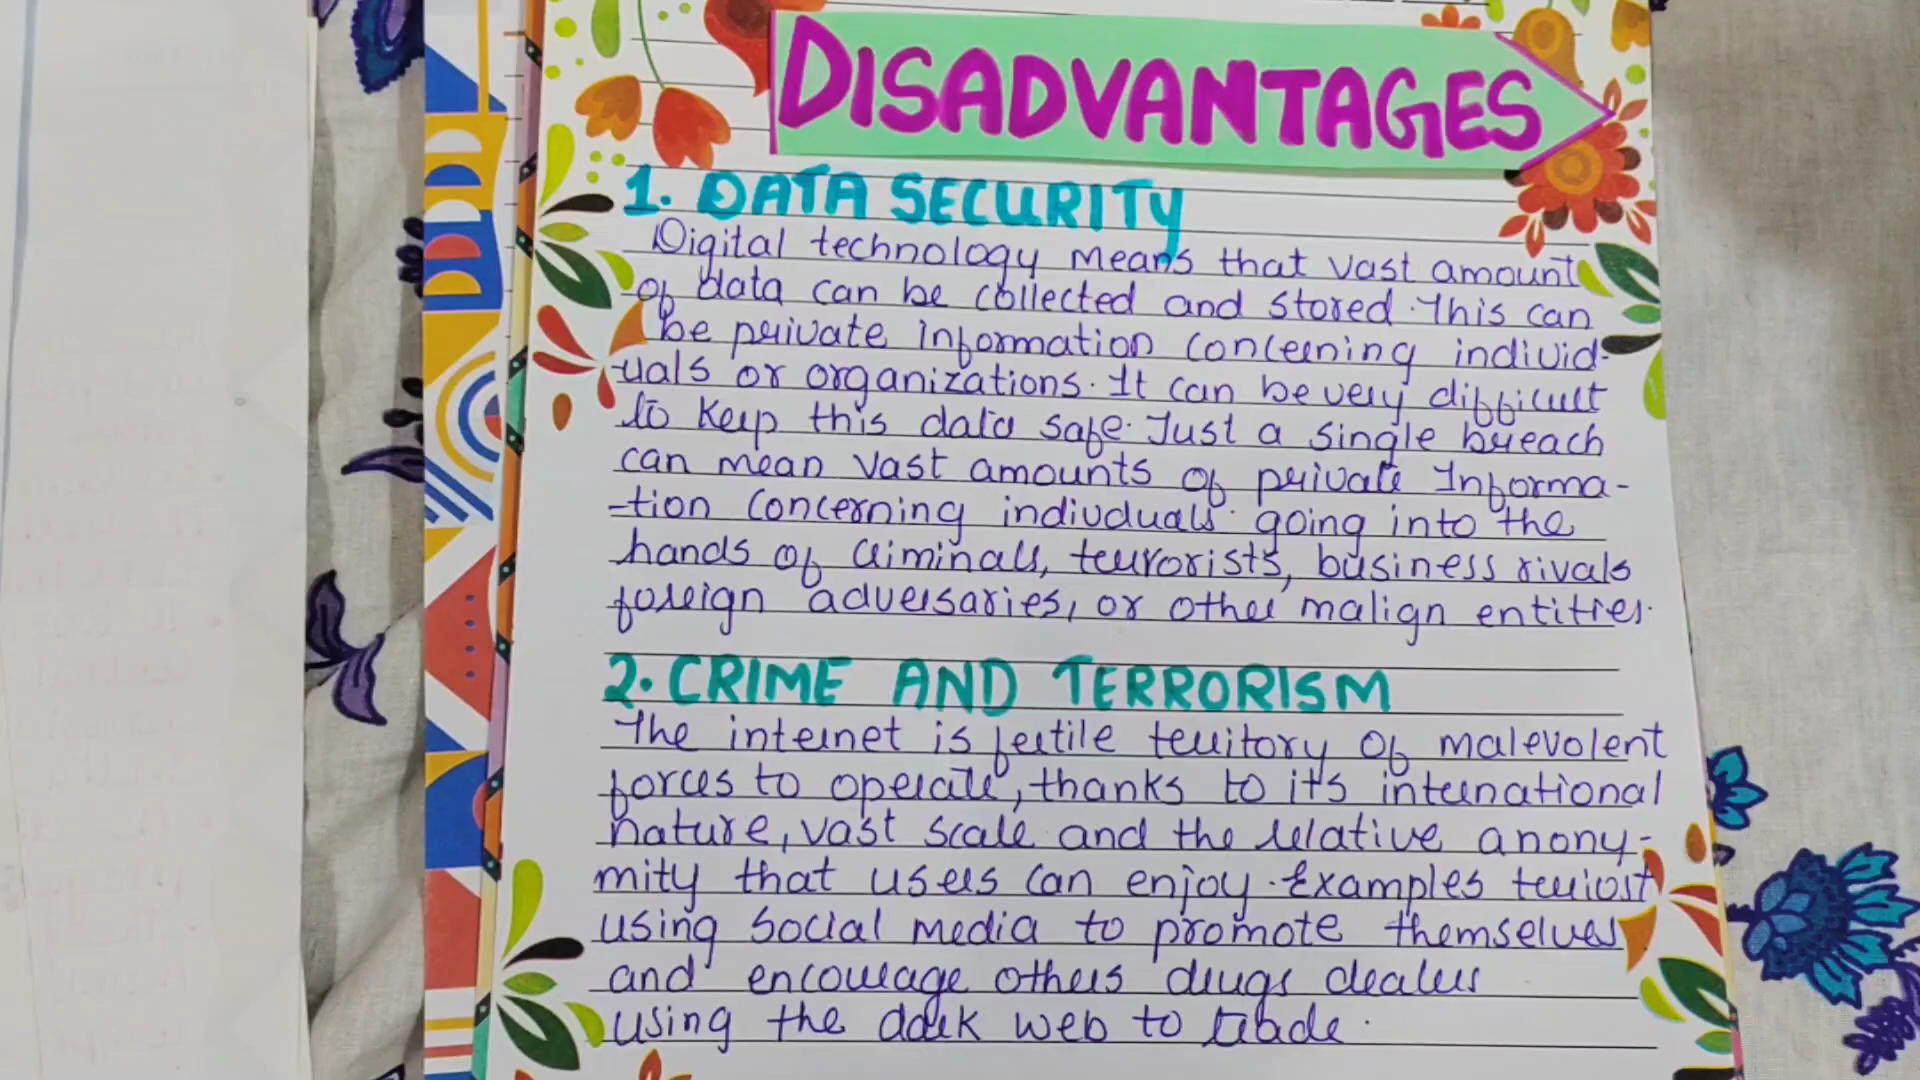 DISADVANTAGES
1. DATA SECURITY
Digital technology means that vast amount
of data can be collected and stored. This can
be private information concerning individ-
-uals or organizations. It can be very difficult
to keep this data safe. Just a single breach
can mean vast amounts of private Informa-
-tion concerning indivduals going into the
hands of criminals, terrorists, business rivals
foreign adversaries, or other malign entities.
2. CRIME AND TERRORISM
The internet is fertile territory of malevolent
forces to operate, thanks to its international
nature, vast scale and the relative anony-
mity that users can enjoy. Examples terriost
using social media to promote themselves
and encourage others drugs dealers
using the dark web to trade.